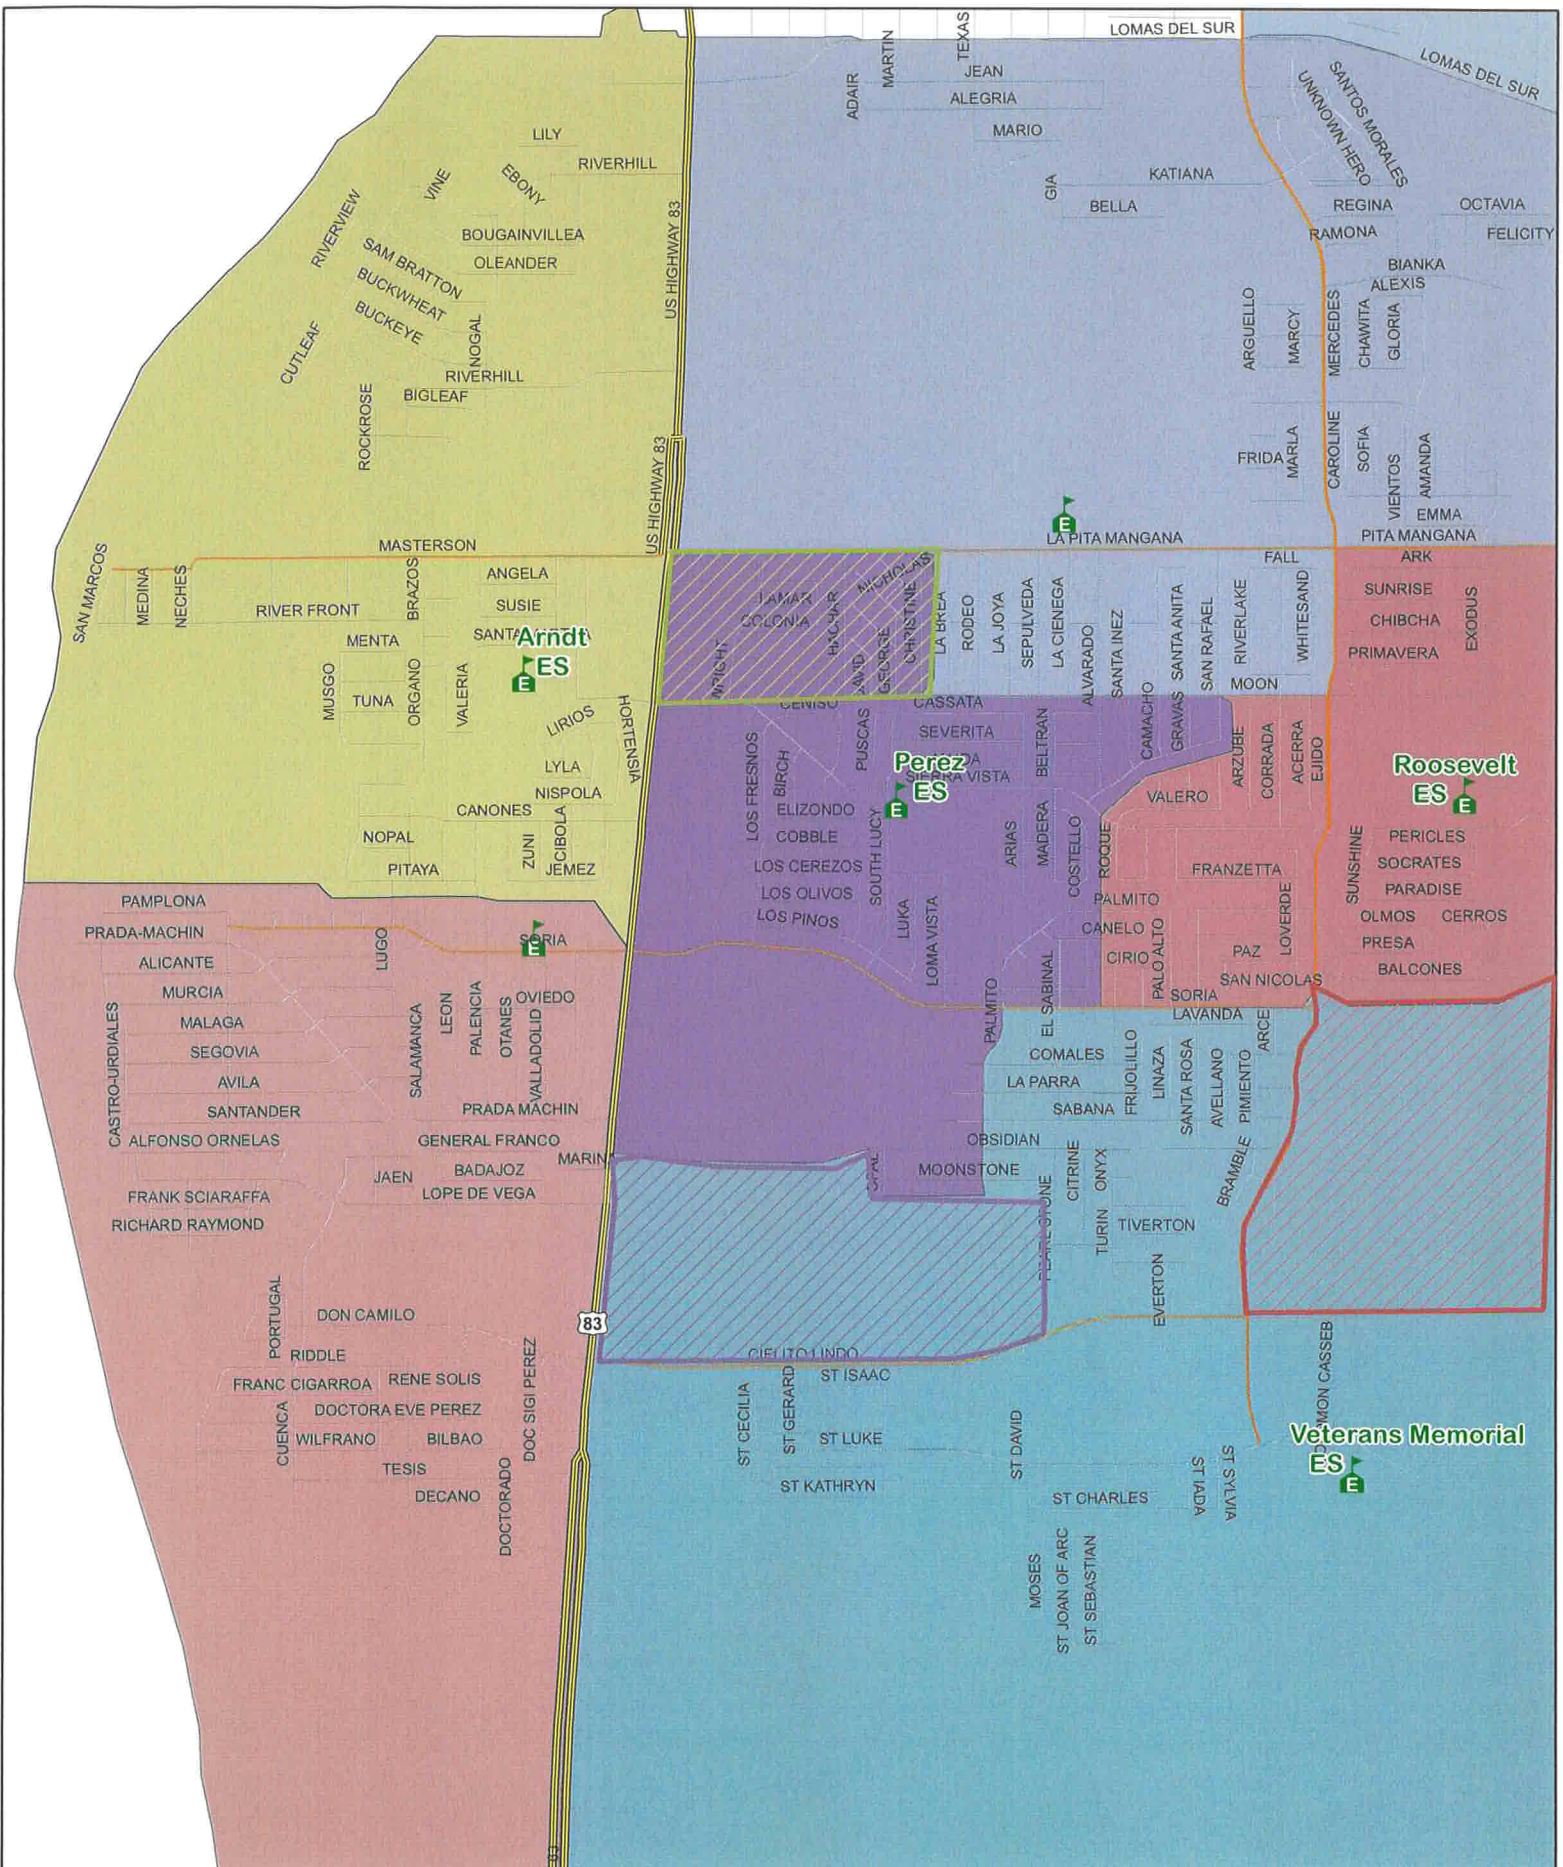 LOMAS DEL SUR
TEXAS
MARTIN
JEAN
ADAIR
ALEGRIA
MARIO
LOMAS DEL SUR
SANTOS MORALES
UNKNOWN HERO
LILY
RIVERHILL
VINE
EBONY
RIVERVIEW
BOUGAINVILLEA
SAM BRATTON
OLEANDER
BUCKWHEAT
BUCKEYE
NOGAL
CUTLEAF
RIVERHILL
BIGLEAF
ROCKROSE
US HIGHWAY 83
US HIGHWAY 83
KATIANA
GIA
BELLA
REGINA
OCTAVIA
RAMONA
FELICITY
BIANKA
ALEXIS
ARGUELLO
MARCY
MERCEDES
CHAWITA
GLORIA
FRIDA
MARLA
CAROLINE
SOFIA
VIENTOS
AMANDA
EMMA
E
LA PITA MANGANA
PITA MANGANA
MASTERSON
SAN MARCOS
MEDINA
NECHES
RIVER FRONT
BRAZOS
ANGELA
SUSIE
MENTA
Arndt
ES
E
MUSGO
TUNA
ORGANO
VALERIA
LIRIOS
HORTENSIA
LYLA
NISPOLA
CANONES
NOPAL
ZUNI
CIBOLA
PITAYA
JEMEZ
NICHOLAS
LAMAR
COLONIA
WRIGHT
DAVID
GEORGE
CHRISTINE
LA BREA
RODEO
LA JOYA
SEPULVEDA
LA CIENEGA
ALVARADO
SANTA INEZ
SANTA ANITA
SAN RAFAEL
RIVERLAKE
WHITESAND
FALL
MOON
ARK
SUNRISE
CHIBCHA
EXODUS
PRIMAVERA
CENISO
CASSATA
SEVERITA
PUSCAS
Perez
ES
E
SIERRA VISTA
BELTRAN
CAMACHO
GRAVAS
LOS FRESNOS
BIRCH
ELIZONDO
COBBLE
LOS CEREZOS
LOS OLIVOS
LOS PINOS
SOUTH LUCY
LUKA
LOMA VISTA
ARIAS
MADERA
COSTELLO
ROQUE
ARZUBE
CORRADA
ACERRA
EJIDO
VALERO
FRANZETTA
PALMITO
CANELO
CIRIO
PALO ALTO
PAZ
LOVERDE
SAN NICOLAS
SORIA
Roosevelt
ES
E
SUNSHINE
PERICLES
SOCRATES
PARADISE
OLMOS
CERROS
PRESA
BALCONES
PAMPLONA
PRADA-MACHIN
ALICANTE
MURCIA
MALAGA
SEGOVIA
AVILA
SANTANDER
ALFONSO ORNELAS
CASTRO-URDIALES
LUGO
SORIA
E
SALAMANCA
LEON
PALENCIA
OTANES
VALLADOLID
OVIEDO
PRADA MACHIN
GENERAL FRANCO
MARIN
BADAJOZ
JAEN
LOPE DE VEGA
FRANK SCIARAFFA
RICHARD RAYMOND
PALMITO
EL SABINAL
LAVANDA
ARCE
COMALES
LA PARRA
SABANA
FRIJOLILLO
LINAZA
SANTA ROSA
AVELLANO
PIMIENTO
OBSIDIAN
MOONSTONE
OPAL
CITRINE
ONYX
BRAMBLE
TURIN
TIVERTON
EVERTON
PORTUGAL
DON CAMILO
RIDDLE
FRANC CIGARROA
RENE SOLIS
DOCTORA EVE PEREZ
CUENCA
WILFRANO
BILBAO
TESIS
DECANO
DOC SIGI PEREZ
DOCTORADO
83
CIELITO LINDO
ST ISAAC
ST CECILIA
ST GERARD
ST LUKE
ST KATHRYN
ST DAVID
ST CHARLES
ST IADA
ST SYLVIA
Veterans Memorial
ES
E
MOSES
ST JOAN OF ARC
ST SEBASTIAN
83